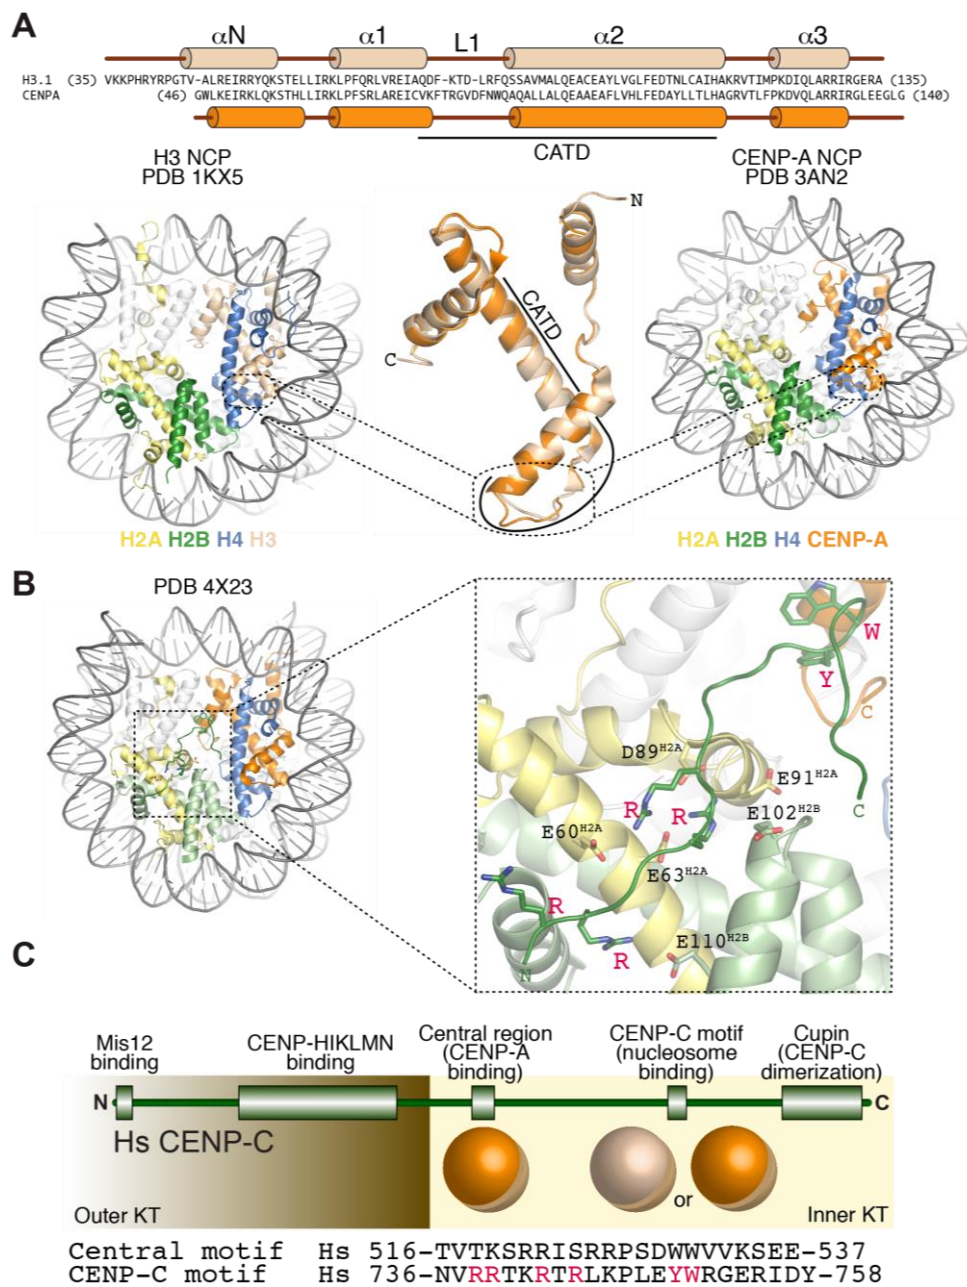 A
αN α1 L1 α2 α3
H3.1 (35) VKKPHRYRPGTV-ALREIRRYQKSTELLIRKLPFQRLVREIAQDF-KTD-LRFQSSAVMALQEACEAYLVGLFEDTNLCAIHAKRVTIMPKDIQLARRIRGERA (135)
CENPA (46) GWLKEIRKLQKSTHLLIRKLPFSRLAREICVKFTRGVDFNWQAQALLALQEAAEAFLVHLFEDAYLLTLHAGRVTLFPKDVQLARRIRGLEEGLG (140)
CATD
H3 NCP
PDB 1KX5
CENP-A NCP
PDB 3AN2
N
CATD
C
H2A H2B H4 H3
H2A H2B H4 CENP-A
B
PDB 4X23
W
Y
C
D89H2A
E91H2A
R
R
E102H2B
C
E60H2A
E63H2A
R
R
E110H2B
N
C
Mis12
binding
CENP-HIKLMN
binding
Central region
(CENP-A
binding)
CENP-C motif
(nucleosome
binding)
Cupin
(CENP-C
dimerization)
N
C
Hs CENP-C
or
Outer KT
Inner KT
Central motif Hs 516-TVTKSRRISRRPSDWWVVKSEE-537
CENP-C motif Hs 736-NVRRTKRTRLKPLEYWRGERIDY-758